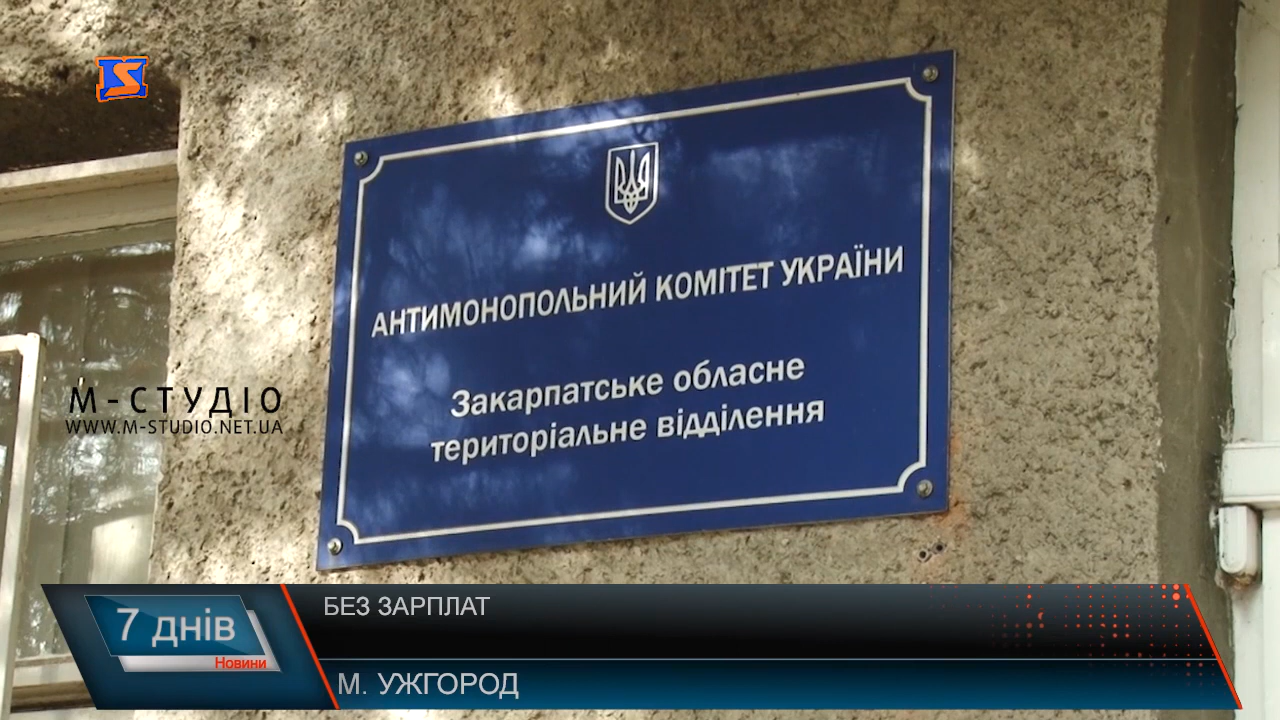 АНТИМОНОПОЛЬНИЙ КОМІТЕТ УКРАЇНИ
Закарпатське обласне
територіальне відділення
М-СТУДІО
WWW.M-STUDIO.NET.UA
7 днів
Новини
БЕЗ ЗАРПЛАТ
М. УЖГОРОД